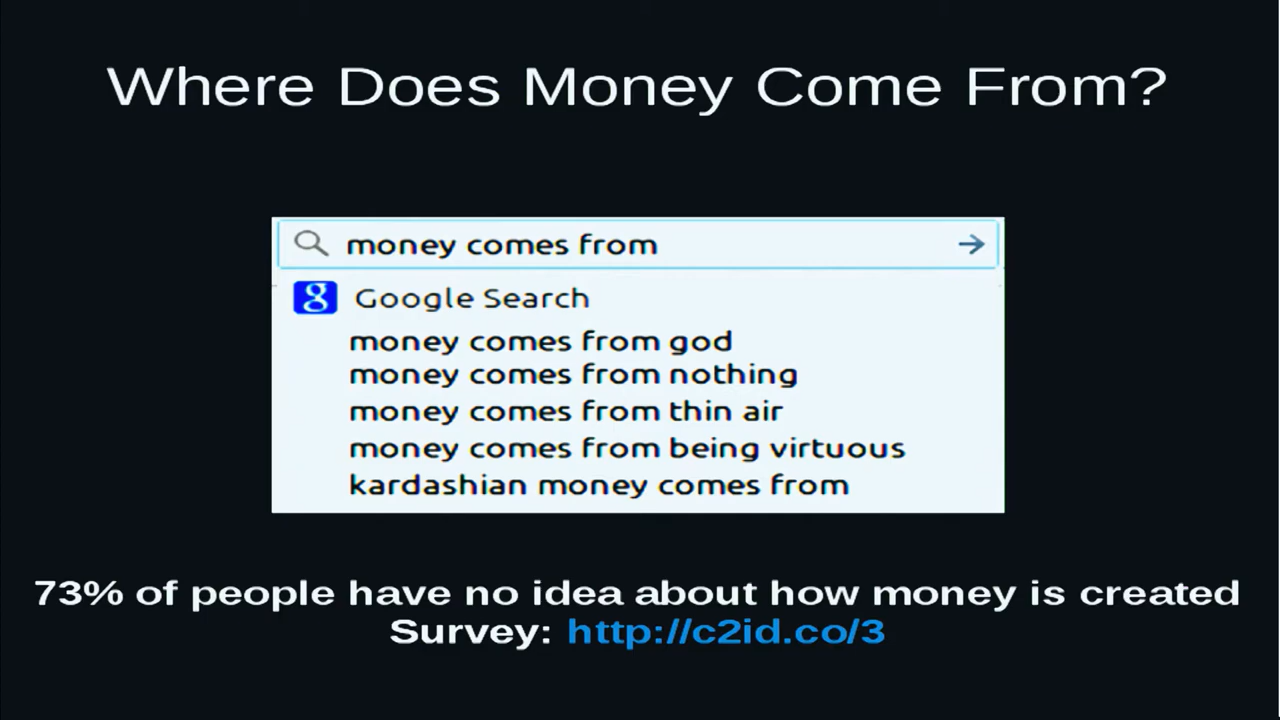 Where Does Money Come From?
money comes from
Google Search
money comes from god
money comes from nothing
money comes from thin air
money comes from being virtuous
kardashian money comes from
73% of people have no idea about how money is created
Survey: http://c2id.co/3